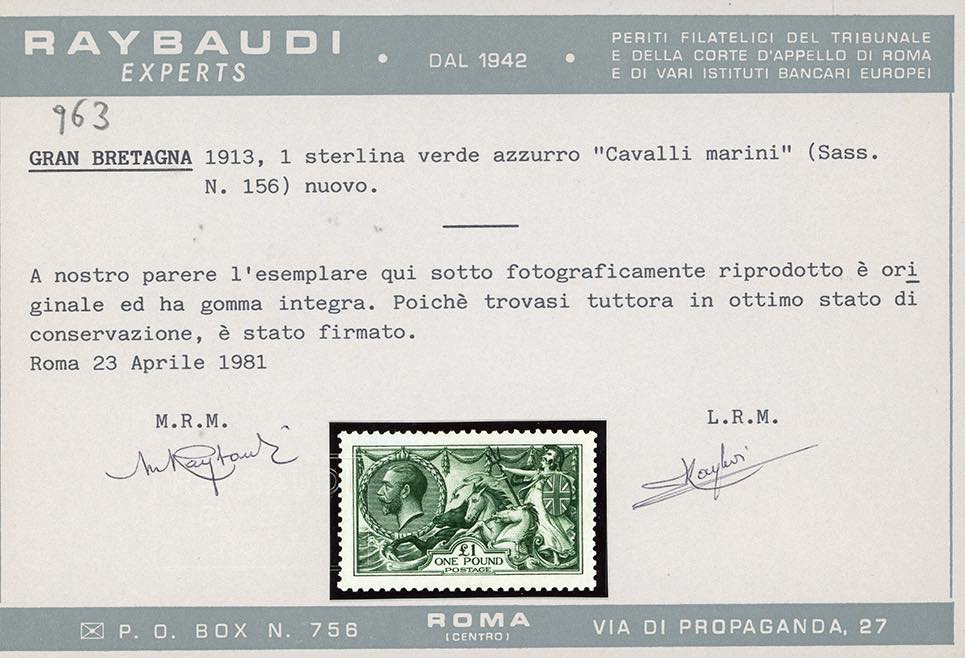 RAYBAUDI
EXPERTS
• DAL 1942 •
PERITI FILATELICI DEL TRIBUNALE
E DELLA CORTE D'APPELLO DI ROMA
E DI VARI ISTITUTI BANCARI EUROPEI
963
GRAN BRETAGNA 1913, 1 sterlina verde azzurro "Cavalli marini" (Sass.
N. 156) nuovo.
A nostro parere l'esemplare qui sotto fotograficamente riprodotto è ori
ginale ed ha gomma integra. Poichè trovasi tuttora in ottimo stato di
conservazione, è stato firmato.
Roma 23 Aprile 1981
M.R.M.
L.R.M.
£1
ONE POUND
POSTAGE
P. O. BOX N. 756
ROMA
(CENTRO)
VIA DI PROPAGANDA, 27